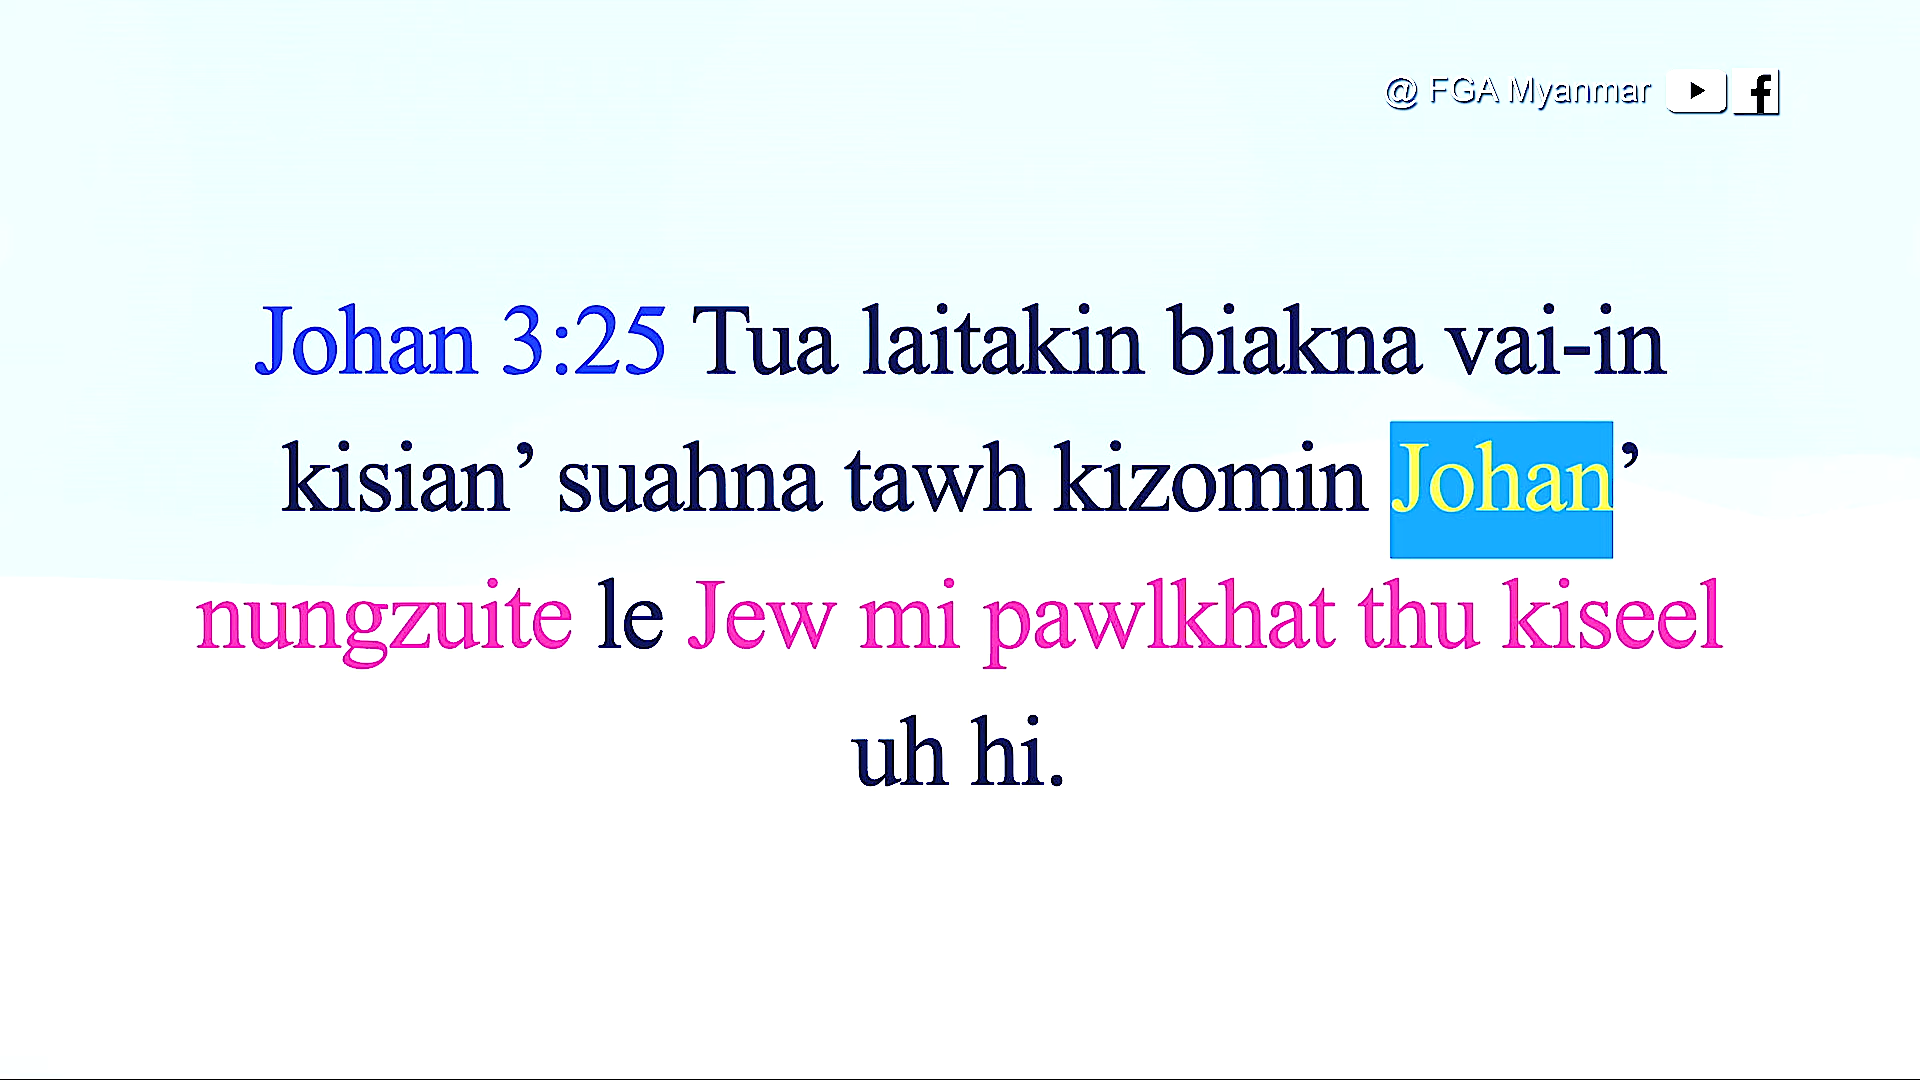 @ FGA Myanmar
Johan 3:25 Tua laitakin biakna vai-in
kisian’ suahna tawh kizomin Johan’
nungzuite le Jew mi pawlkhat thu kiseel
uh hi.